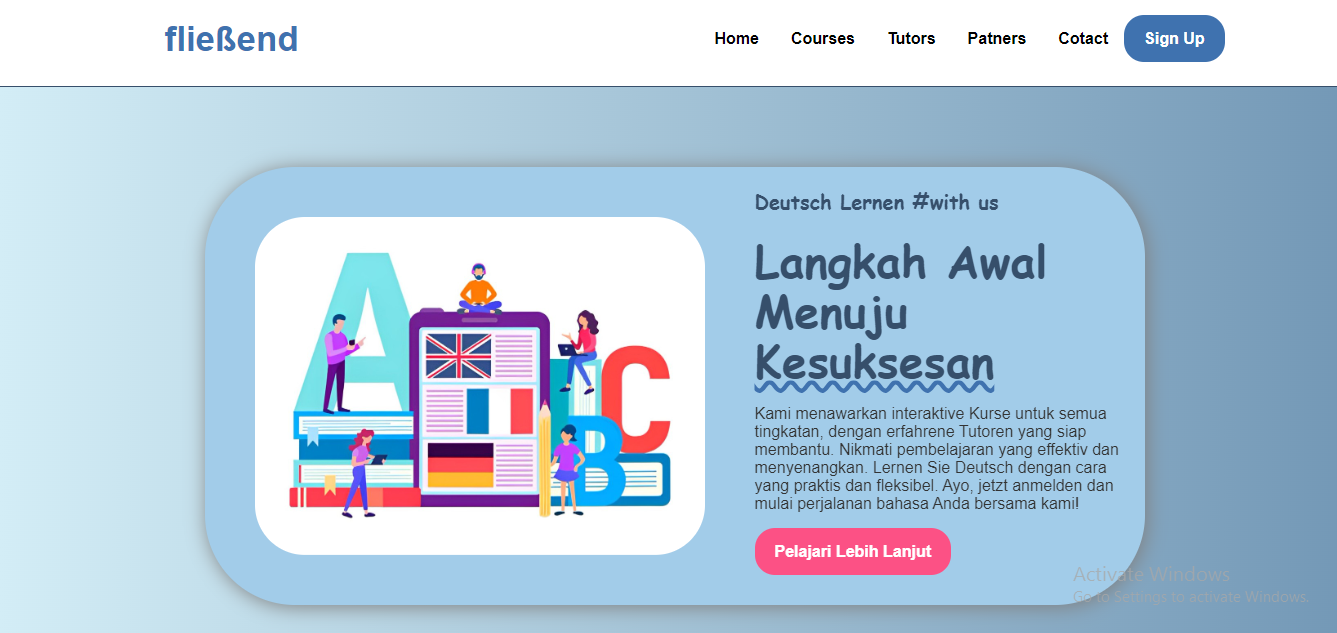 fließend
Home Courses Tutors Patners Cotact Sign Up
Deutsch Lernen #with us
Langkah Awal
Menuju
Kesuksesan
Kami menawarkan interaktive Kurse untuk semua
tingkatan, dengan erfahrene Tutoren yang siap
membantu. Nikmati pembelajaran yang effektiv dan
menyenangkan. Lernen Sie Deutsch dengan cara
yang praktis dan fleksibel. Ayo, jetzt anmelden dan
mulai perjalanan bahasa Anda bersama kami!
Pelajari Lebih Lanjut
A
B
C
Activate Windows
Go to Settings to activate Windows.